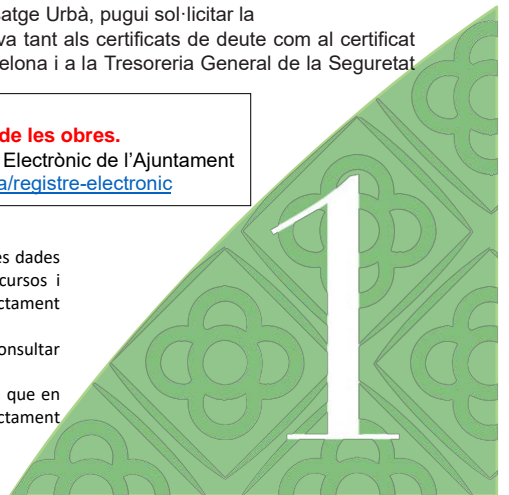 atge Urbà, pugui sol·licitar la
va tant als certificats de deute com al certificat
elona i a la Tresoreria General de la Seguretat
de les obres.
Electrònic de l'Ajuntament
a/registre-electronic
es dades
cursos i
ctament
onsultar
que en
ctament
1